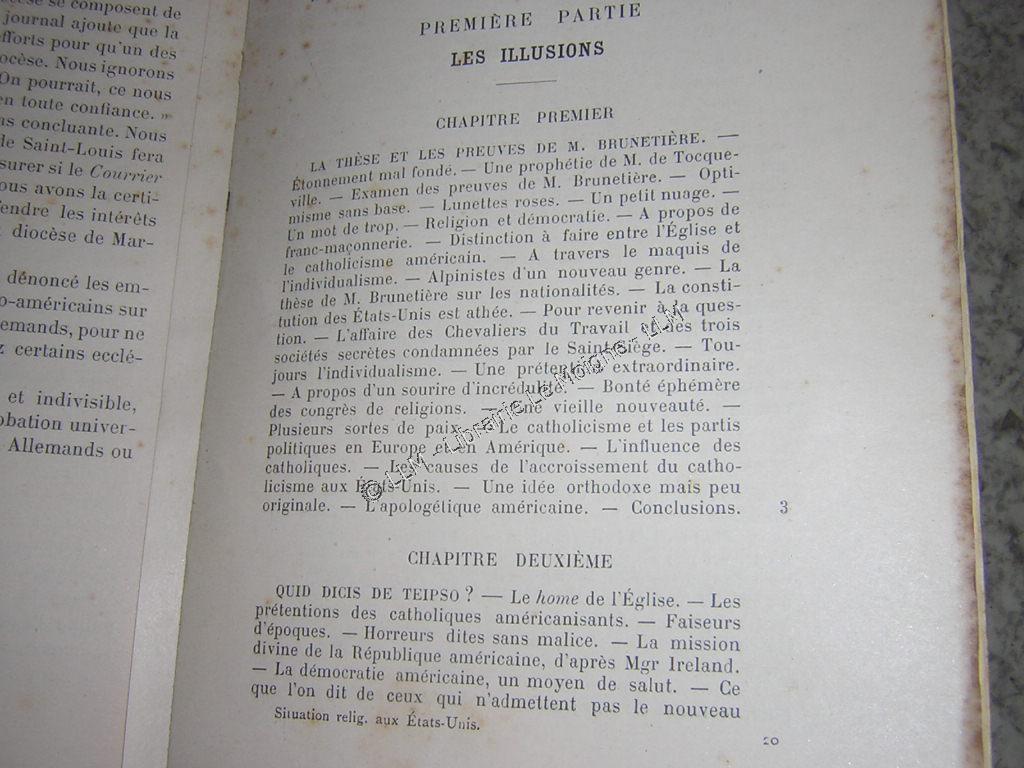 cèse se composent de
journal ajoute que la
efforts pour qu'un des
ocèse. Nous ignorons
On pourrait, ce nous
en toute confiance. »
as concluante. Nous
de Saint-Louis fera
surer si le Courrier
ous avons la certi-
fendre les intérêts
diocèse de Mar-
dénoncé les em-
o-américains sur
lemands, pour ne
z certains ecclé-
et indivisible,
obation univer-
Allemands ou
PREMIÈRE PARTIE
LES ILLUSIONS
CHAPITRE PREMIER
LA THÈSE ET LES PREUVES DE M. BRUNETIÈRE. —
Étonnement mal fondé. — Une prophétie de M. de Tocque-
ville. — Examen des preuves de M. Brunetière. — Opti-
misme sans base. — Lunettes roses. — Un petit nuage. —
Un mot de trop. — Religion et démocratie. — A propos de
franc-maçonnerie. — Distinction à faire entre l'Église et
le catholicisme américain. — A travers le maquis de
l'individualisme. — Alpinistes d'un nouveau genre. — La
thèse de M. Brunetière sur les nationalités. — La consti-
tution des États-Unis est athée. — Pour revenir à la ques-
tion. — L'affaire des Chevaliers du Travail et des trois
sociétés secrètes condamnées par le Saint-Siège. — Tou-
jours l'individualisme. — Une prétention extraordinaire.
— A propos d'un sourire d'incrédulité. — Bonté éphémère
des congrès de religions. — Une vieille nouveauté. —
Plusieurs sortes de paix. — Le catholicisme et les partis
politiques en Europe et en Amérique. — L'influence des
catholiques. — Les causes de l'accroissement du catho-
licisme aux États-Unis. — Une idée orthodoxe mais peu
originale. — L'apologétique américaine. — Conclusions. 3
CHAPITRE DEUXIÈME
QUID DICIS DE TEIPSO ? — Le home de l'Église. — Les
prétentions des catholiques américanisants. — Faiseurs
d'époques. — Horreurs dites sans malice. — La mission
divine de la République américaine, d'après Mgr Ireland.
— La démocratie américaine, un moyen de salut. — Ce
que l'on dit de ceux qui n'admettent pas le nouveau
Situation relig. aux États-Unis.
20
© LLM - Librairie Le Moigne - LLM